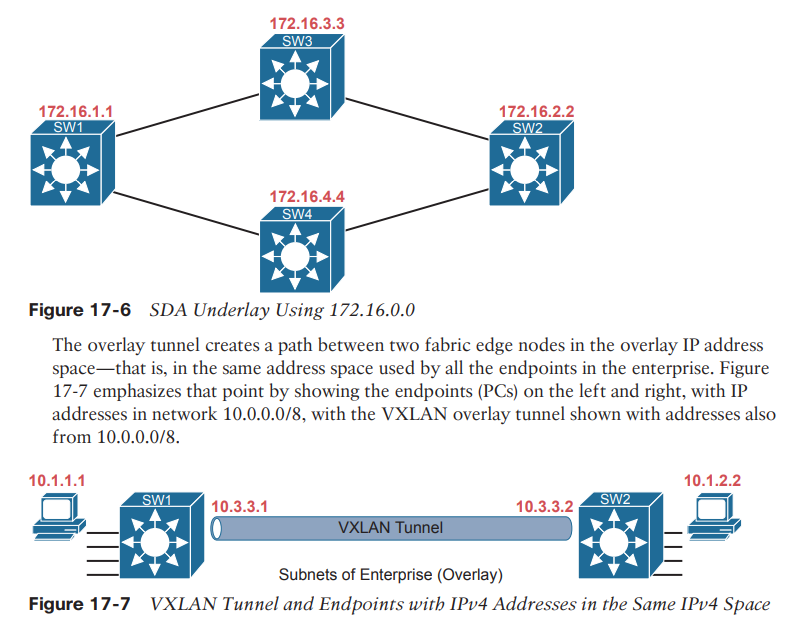 172.16.3.3
SW3
172.16.1.1
172.16.2.2
SW1
SW2
172.16.4.4
SW4
Figure 17-6 SDA Underlay Using 172.16.0.0
The overlay tunnel creates a path between two fabric edge nodes in the overlay IP address
space—that is, in the same address space used by all the endpoints in the enterprise. Figure
17-7 emphasizes that point by showing the endpoints (PCs) on the left and right, with IP
addresses in network 10.0.0.0/8, with the VXLAN overlay tunnel shown with addresses also
from 10.0.0.0/8.
10.1.1.1
10.1.2.2
SW1
10.3.3.1
10.3.3.2
SW2
VXLAN Tunnel
Subnets of Enterprise (Overlay)
Figure 17-7 VXLAN Tunnel and Endpoints with IPv4 Addresses in the Same IPv4 Space